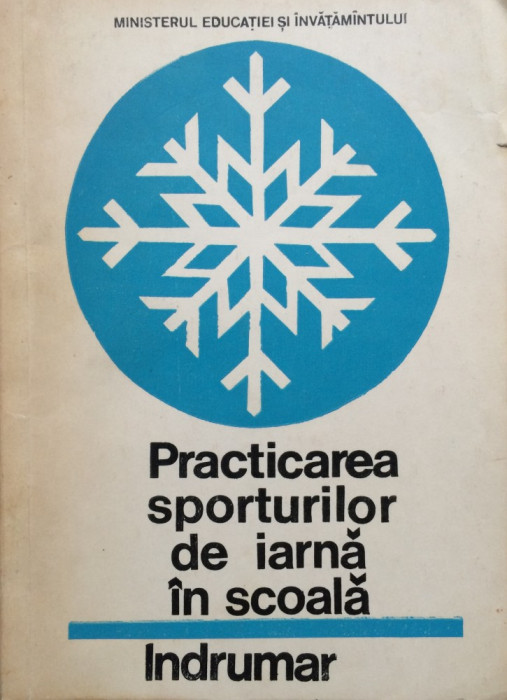 MINISTERUL EDUCAȚIEI ȘI ÎNVĂȚĂMÎNTULUI
Practicarea
sporturilor
de iarnă
în scoală
Indrumar